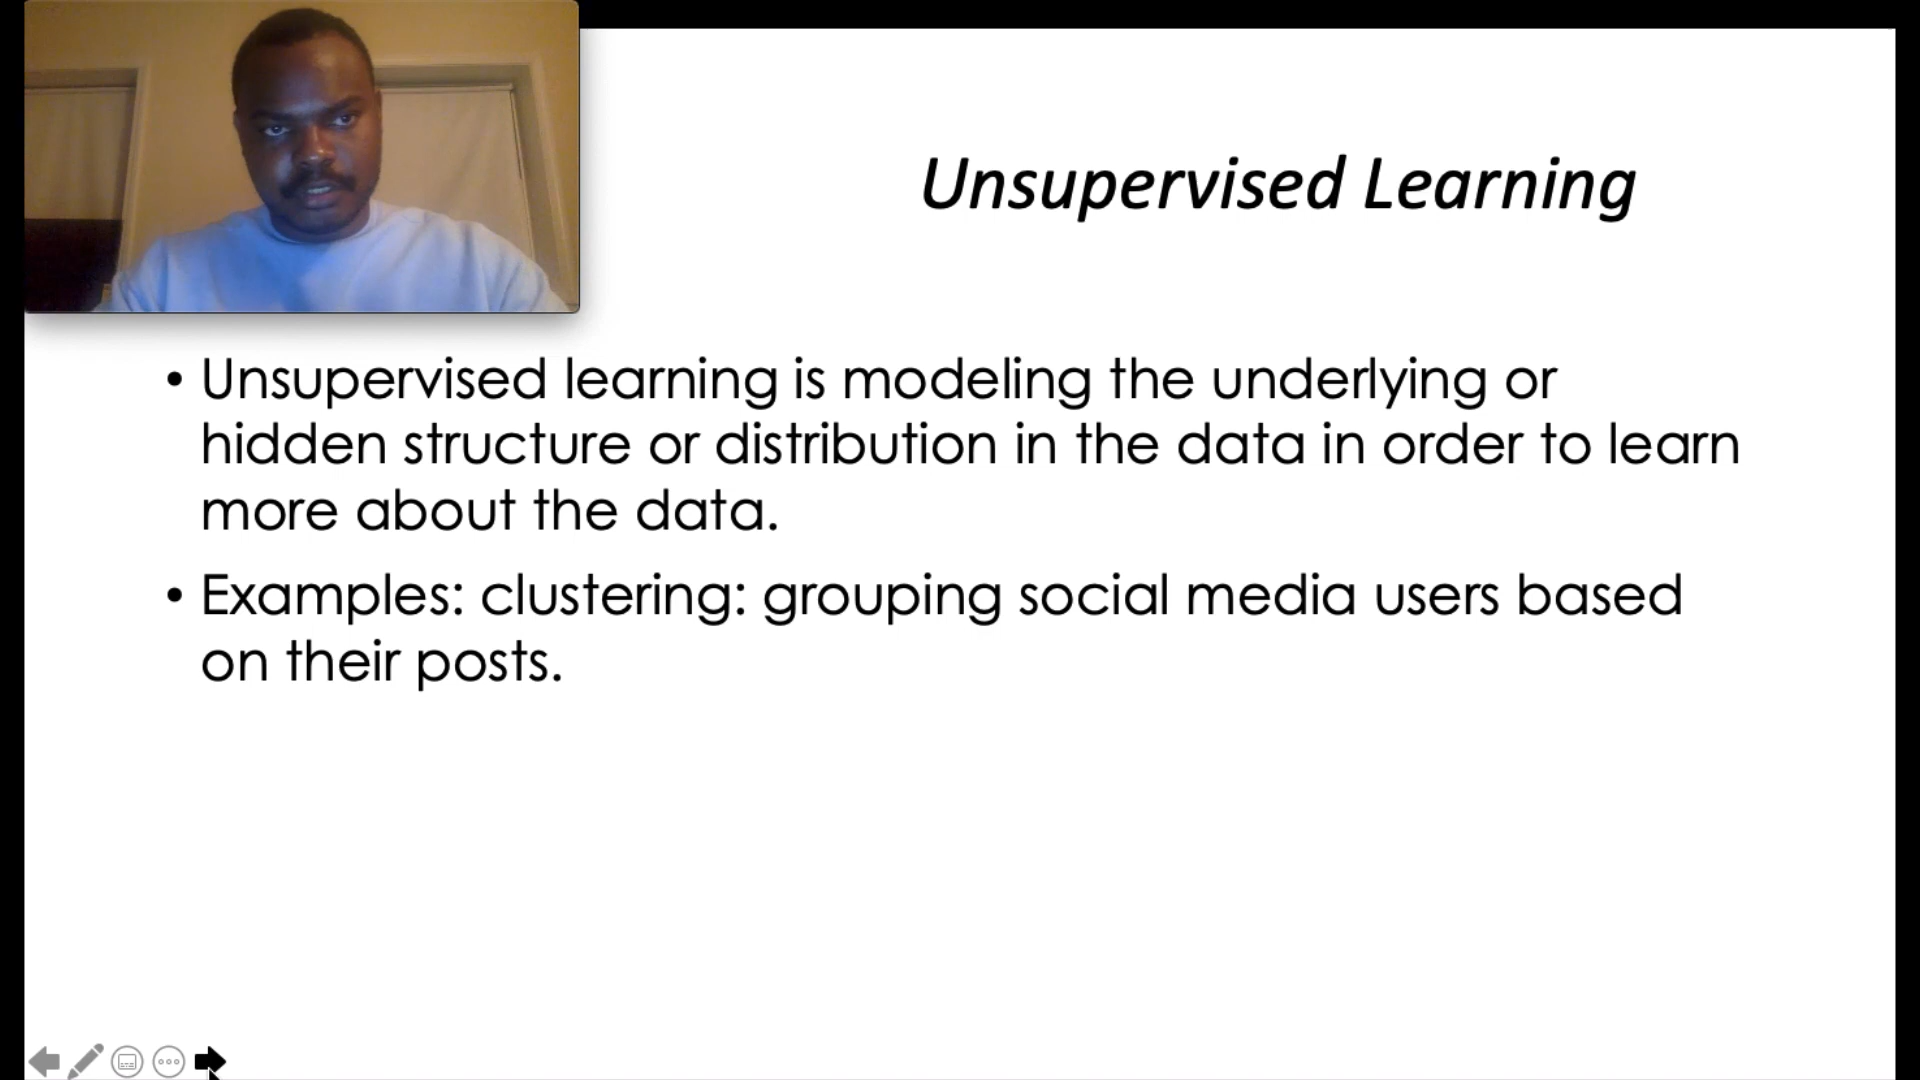 Unsupervised Learning
• Unsupervised learning is modeling the underlying or
hidden structure or distribution in the data in order to learn
more about the data.
• Examples: clustering: grouping social media users based
on their posts.